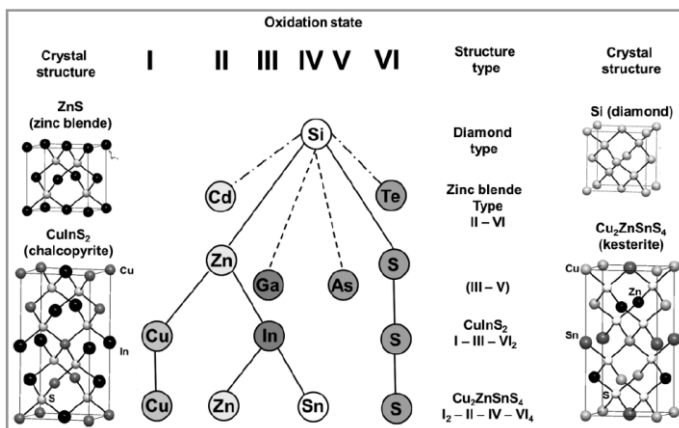 Oxidation state
Crystal
structure
I II III IV V VI
Structure
type
Crystal
structure
ZnS
(zinc blende)
Si
Diamond
type
Si (diamond)
Cd
Te
Zinc blende
Type
II – VI
CuInS2
(chalcopyrite)
Cu
In
S
Zn
S
Ga
As
(III – V)
Cu
In
S
CuInS2
I – III – VI2
Cu
Zn
Sn
S
Cu2ZnSnS4
I2 – II – IV – VI4
Cu2ZnSnS4
(kesterite)
Cu
Zn
Sn
S